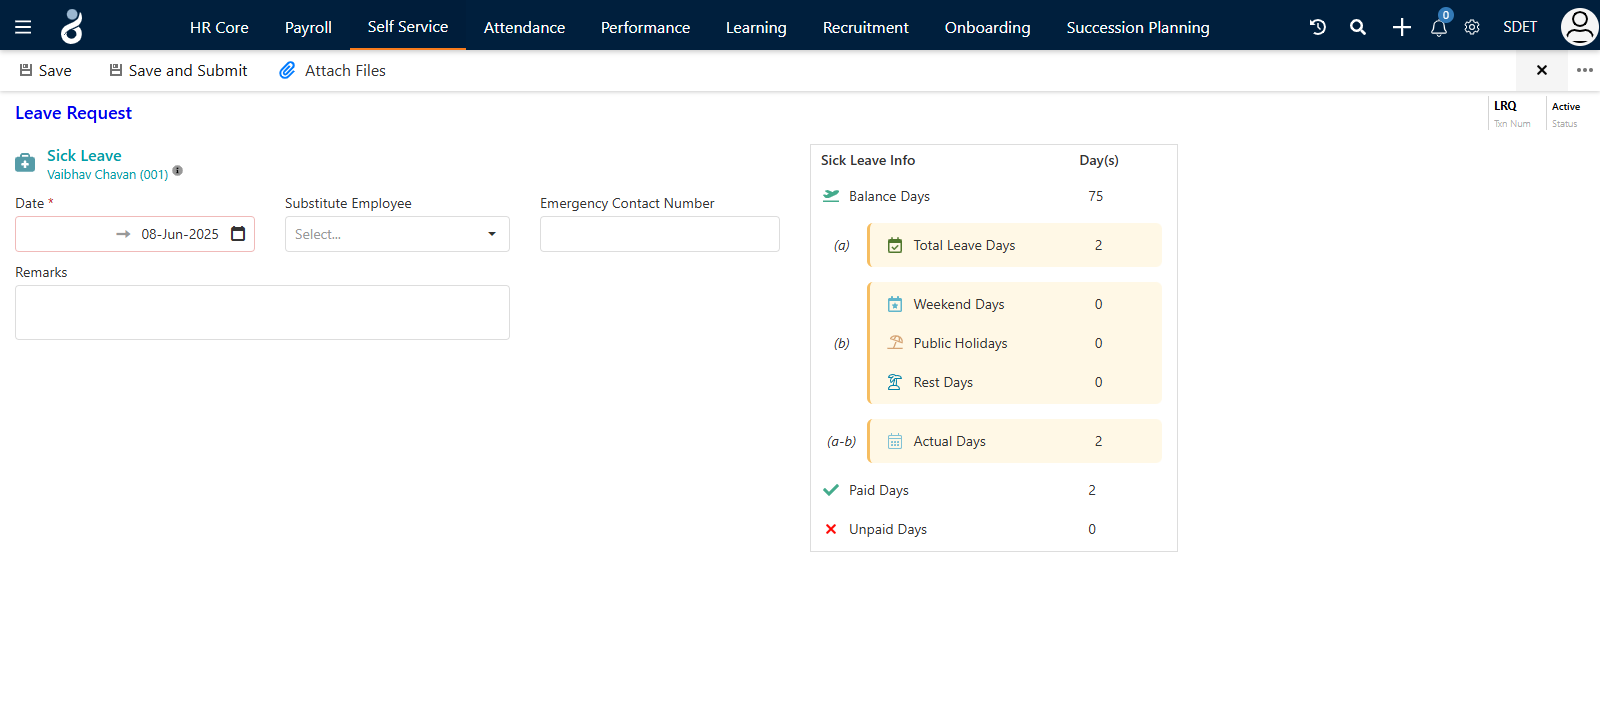 HR Core Payroll Self Service Attendance Performance Learning Recruitment Onboarding Succession Planning 0 SDET
Save Save and Submit Attach Files
Leave Request
LRQ Active
Txn Num Status
Sick Leave
Vaibhav Chavan (001)
Date * Substitute Employee Emergency Contact Number
08-Jun-2025 Select...
Remarks
Sick Leave Info Day(s)
Balance Days 75
(a) Total Leave Days 2
Weekend Days 0
(b) Public Holidays 0
Rest Days 0
(a-b) Actual Days 2
Paid Days 2
Unpaid Days 0